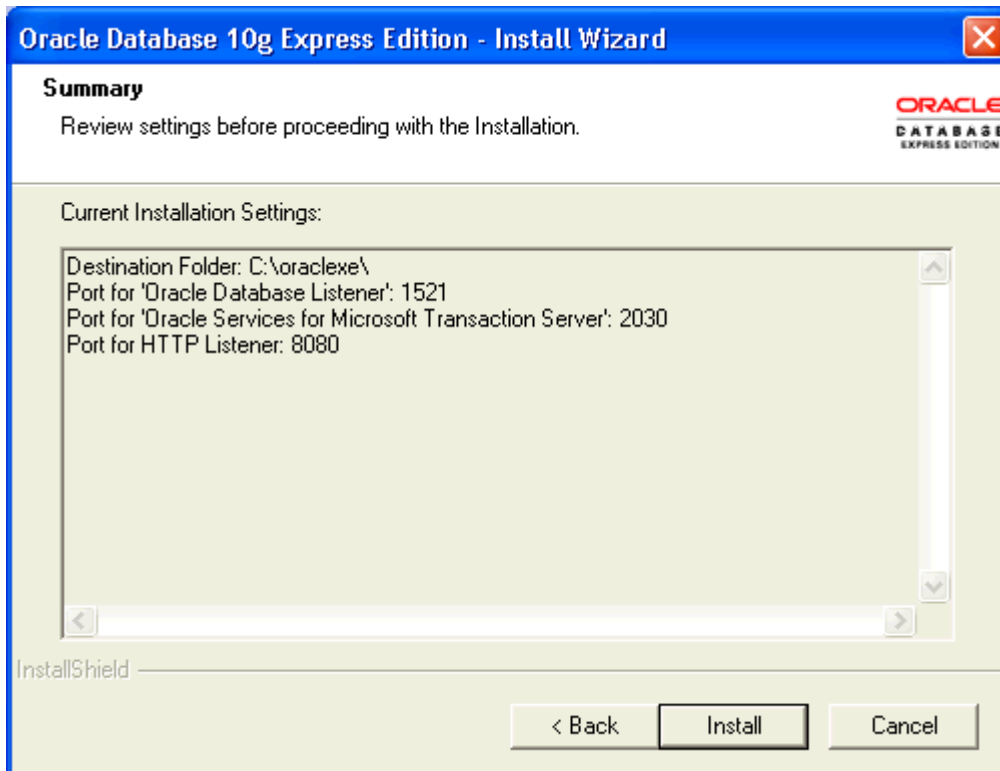 Oracle Database 10g Express Edition - Install Wizard
Summary
Review settings before proceeding with the Installation.
ORACLE
DATABASE
EXPRESS EDITION
Current Installation Settings:
Destination Folder: C:\oraclexe\
Port for 'Oracle Database Listener': 1521
Port for 'Oracle Services for Microsoft Transaction Server': 2030
Port for HTTP Listener: 8080
InstallShield
< Back
Install
Cancel